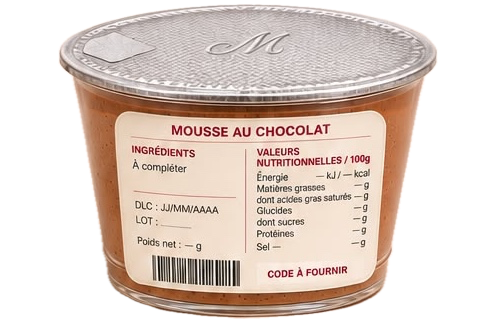 M
MOUSSE AU CHOCOLAT
INGRÉDIENTS
À compléter
DLC : JJ/MM/AAAA
LOT : ______
Poids net : — g
VALEURS
NUTRITIONNELLES / 100g
Énergie — kJ / — kcal
Matières grasses — g
dont acides gras saturés — g
Glucides — g
dont sucres — g
Protéines — g
Sel — — g
CODE À FOURNIR